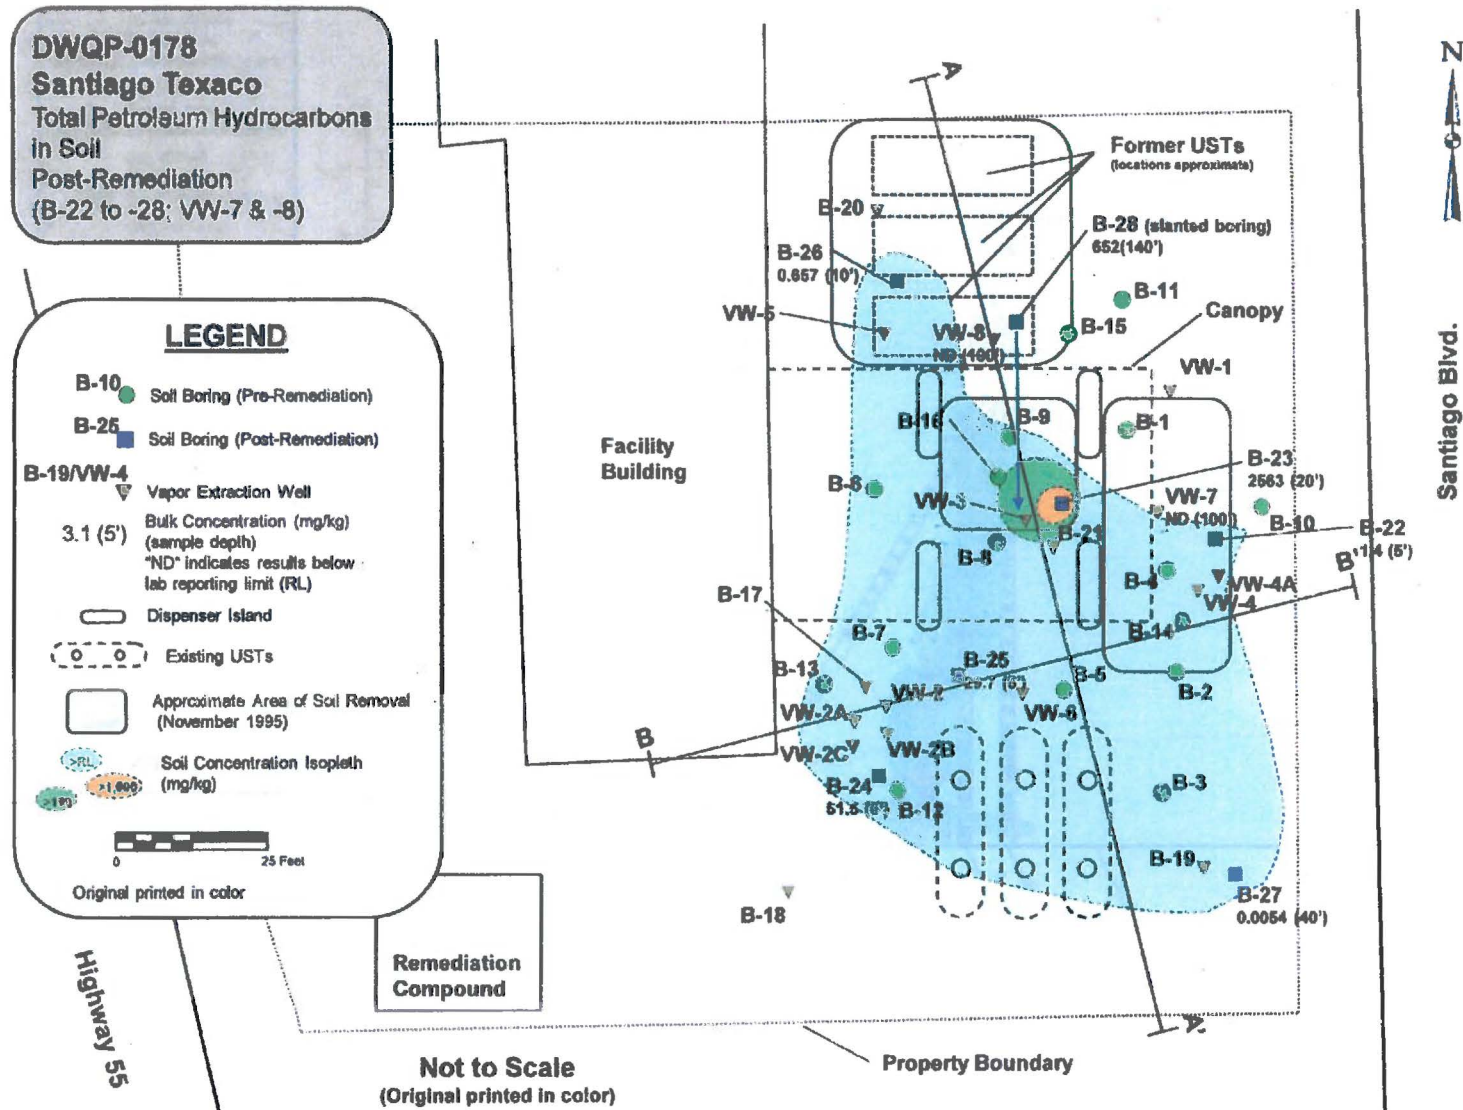 DWQP-0178
Santiago Texaco
Total Petroleum Hydrocarbons
in Soil
Post-Remediation
(B-22 to -28; VW-7 & -8)
LEGEND
B-10
Soil Boring (Pre-Remediation)
B-25
Soil Boring (Post-Remediation)
B-19/VW-4
Vapor Extraction Well
3.1 (5')
Bulk Concentration (mg/kg)
(sample depth)
"ND" indicates results below
lab reporting limit (RL)
Dispenser Island
Existing USTs
Approximate Area of Soil Removal
(November 1995)
>RL
>100
>1,000
Soil Concentration Isopleth
(mg/kg)
0
25 Feet
Original printed in color
Highway 55
Remediation
Compound
Not to Scale
(Original printed in color)
Property Boundary
Facility
Building
N
Santiago Blvd.
A
Former USTs
(locations approximate)
B-20
B-28 (slanted boring)
652(140')
B-26
0.657 (10')
B-11
VW-5
VW-8
ND (100')
B-15
Canopy
VW-1
B-16
B-9
B-1
B-23
2563 (20')
B-6
VW-3
VW-7
ND (100')
B-10
B-21
B-22
1.4 (5')
B-8
B-4
B'
VW-4A
VW-4
B-17
B-14
B-7
B-13
B-25
29.7 (5')
B-5
B-2
VW-2
VW-2A
VW-6
B
VW-2C
VW-2B
B-24
B-12
B-3
B-19
B-18
B-27
0.0054 (40')
A'